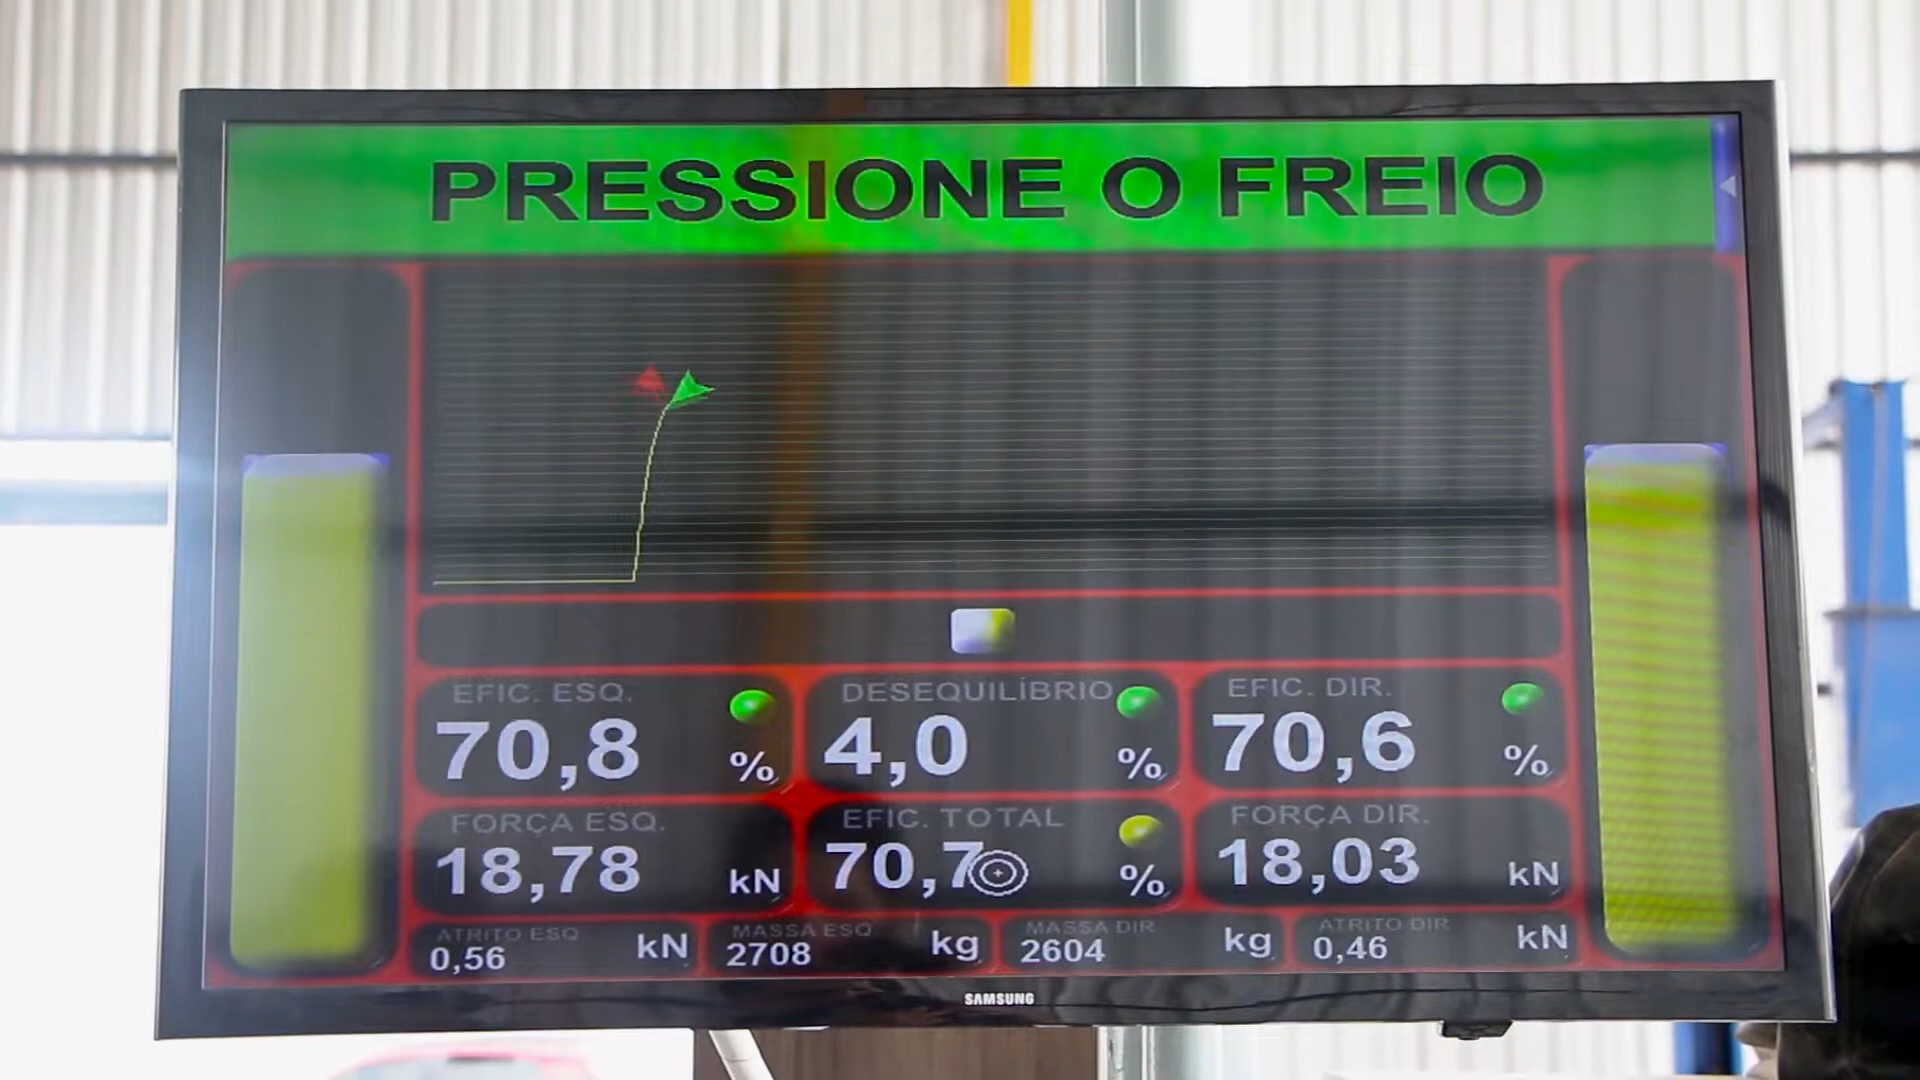 PRESSIONE O FREIO
EFIC. ESQ.
70,8 %
DESEQUILÍBRIO
4,0 %
EFIC. DIR.
70,6 %
FORÇA ESQ.
18,78 kN
EFIC. TOTAL
70,7 %
FORÇA DIR.
18,03 kN
ATRITO ESQ
0,56 kN
MASSA ESQ
2708 kg
MASSA DIR
2604 kg
ATRITO DIR
0,46 kN
SAMSUNG